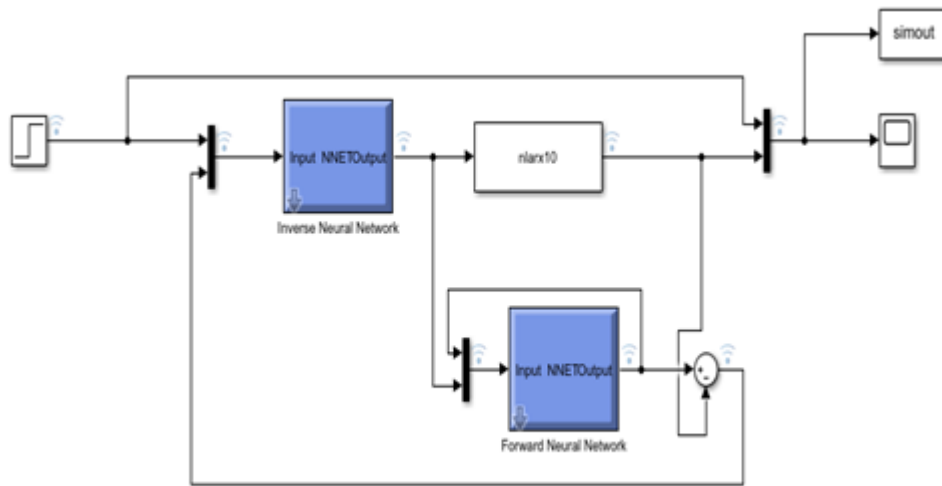 simout
Input NNETOutput
nlarx10
Inverse Neural Network
Input NNETOutput
+
-
Forward Neural Network